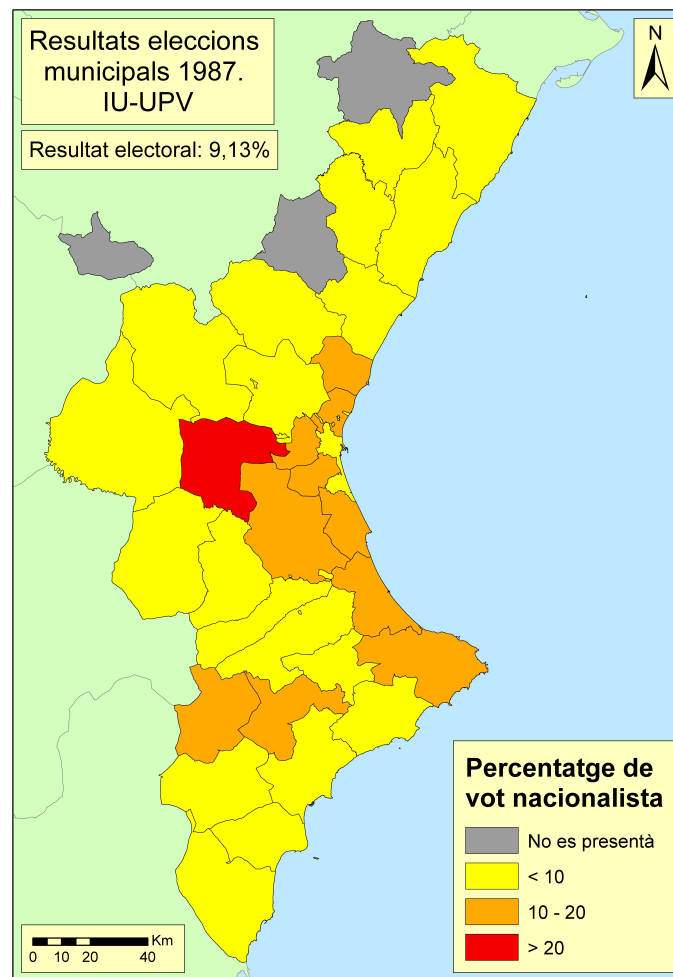 Resultats eleccions
municipals 1987.
IU-UPV
Resultat electoral: 9,13%
N
Percentatge de
vot nacionalista
No es presentà
< 10
10 - 20
> 20
Km
0 10 20 40